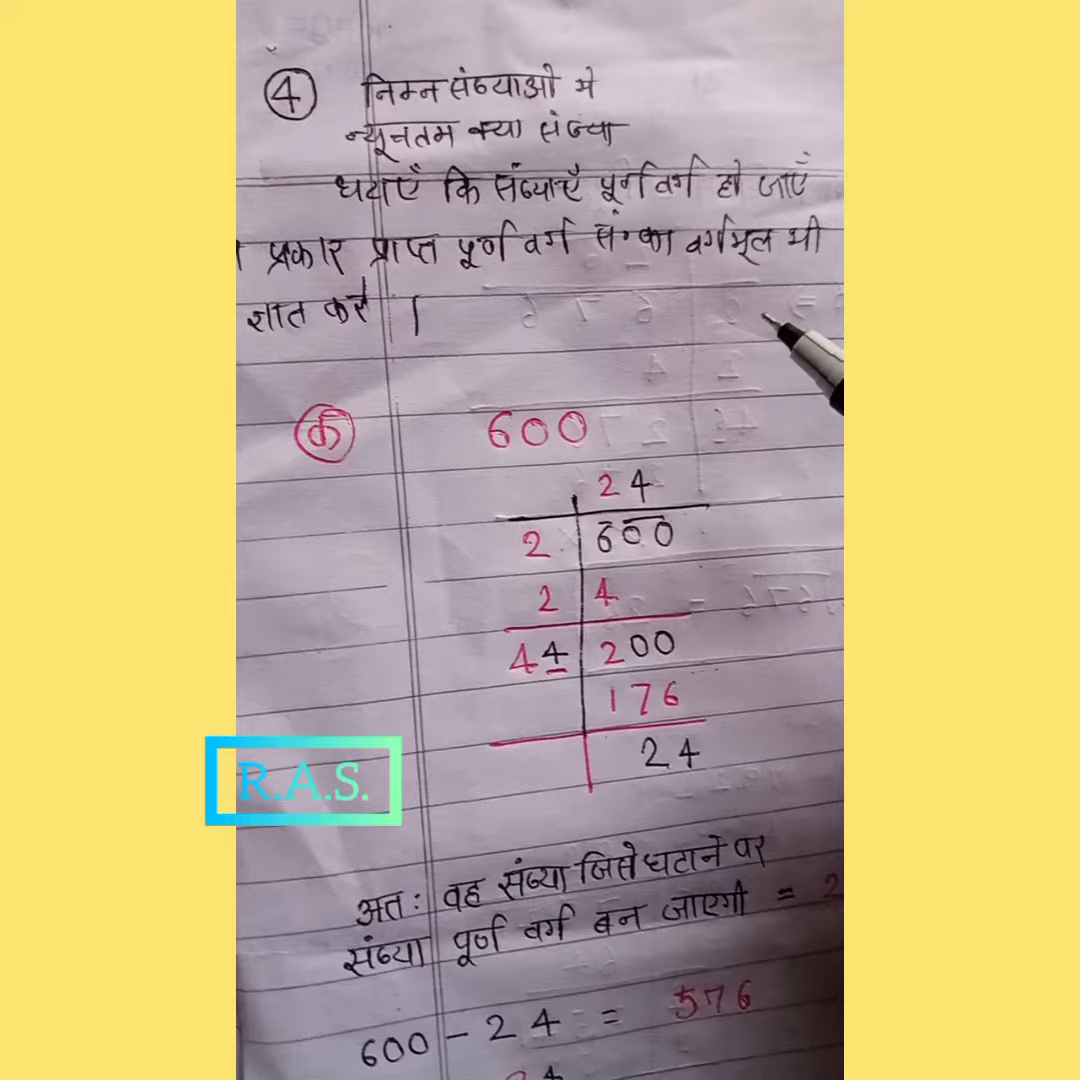 4 निम्न संख्याओ मे
न्यूनतम क्या संख्या
घटाएँ कि संख्याएँ पूर्ण वर्ग हो जाएँ
प्रकार प्राप्त पूर्ण वर्ग सं॰ का वर्गमूल भी
ज्ञात करें ।
क 600
24
2 600
2 4
44 200
176
24
R.A.S.
अतः वह संख्या जिसे घटाने पर
संख्या पूर्ण वर्ग बन जाएगी = 2
600 - 24 = 576